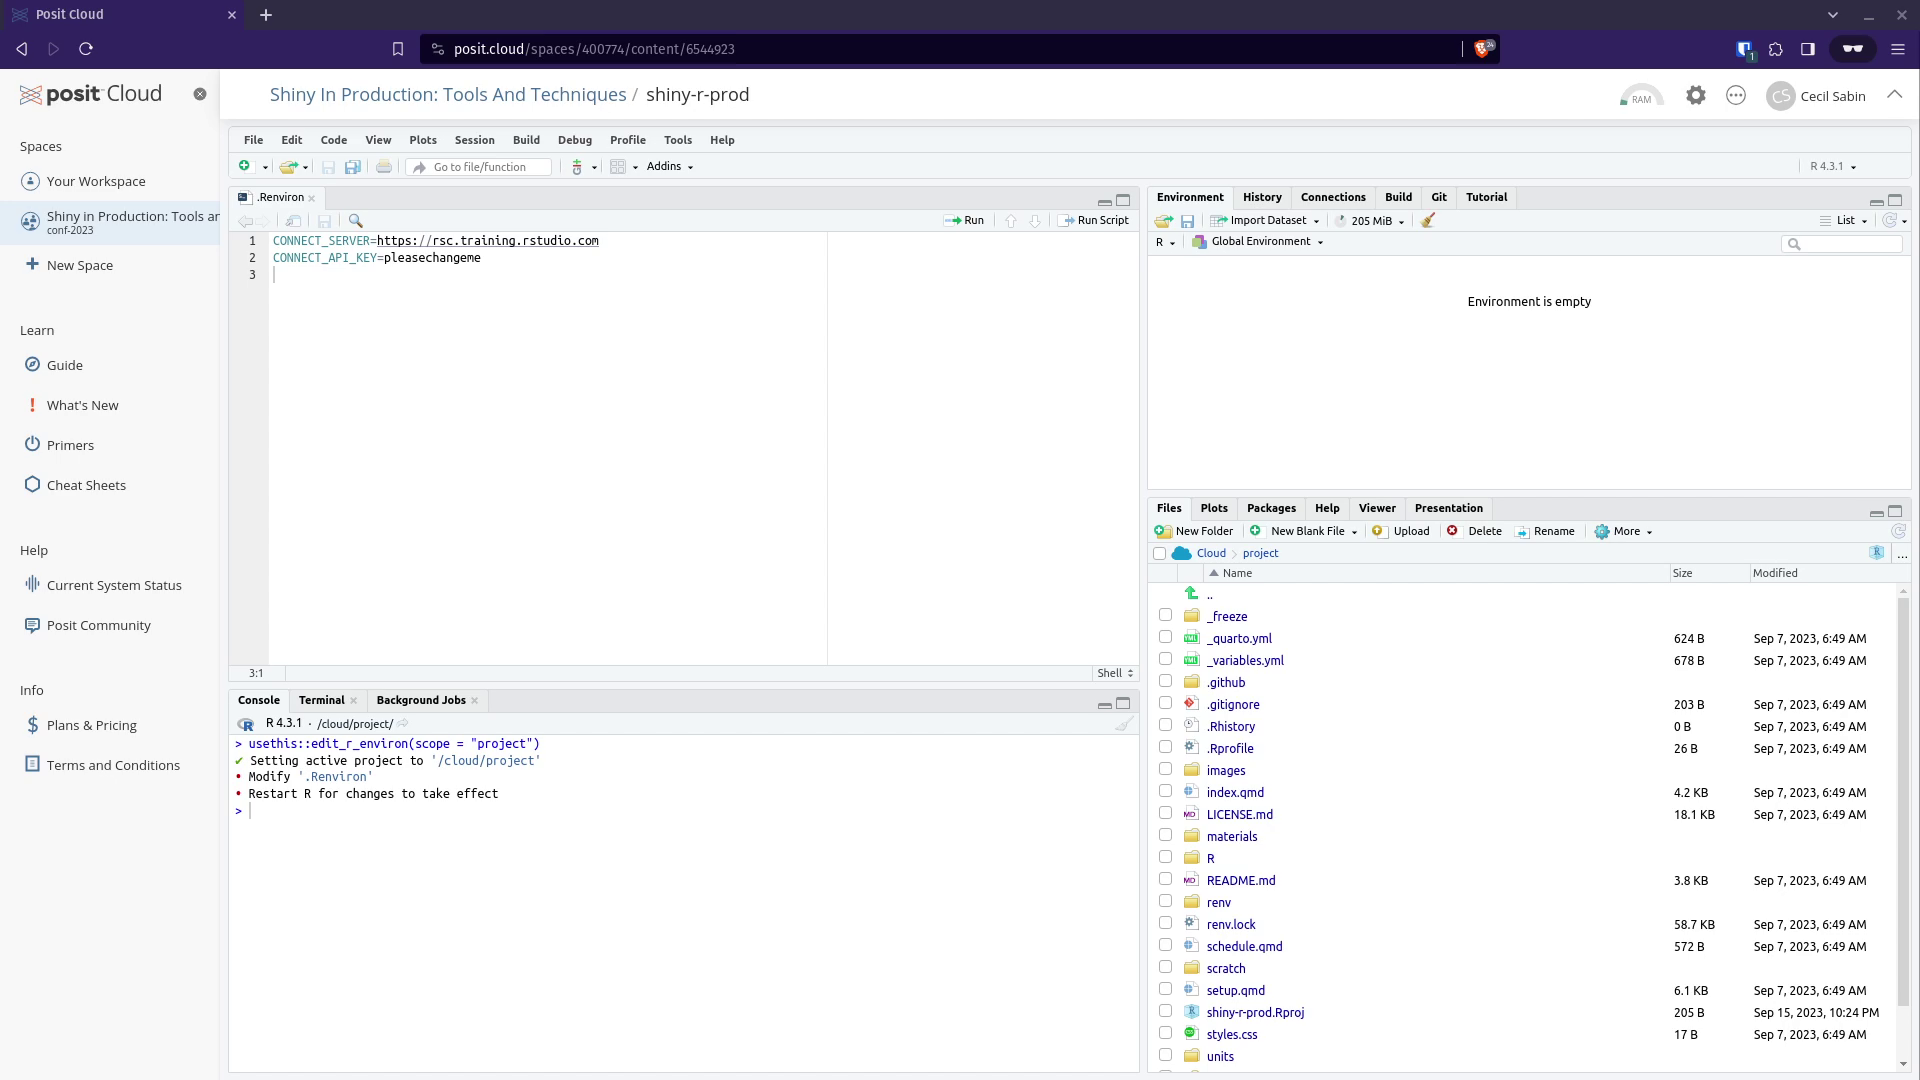 Posit Cloud
posit.cloud/spaces/400774/content/6544923
24
1
posit Cloud
Shiny In Production: Tools And Techniques / shiny-r-prod
RAM
CS
Cecil Sabin
Spaces
Your Workspace
Shiny in Production: Tools ar
conf-2023
New Space
Learn
Guide
What's New
Primers
Cheat Sheets
Help
Current System Status
Posit Community
Info
Plans & Pricing
Terms and Conditions
File Edit Code View Plots Session Build Debug Profile Tools Help
Go to file/function
Addins
R 4.3.1
.Renviron
Run
Run Script
1 CONNECT_SERVER=https://rsc.training.rstudio.com
2 CONNECT_API_KEY=pleasechangeme
3
3:1
Shell
Console Terminal Background Jobs
R 4.3.1 · /cloud/project/
> usethis::edit_r_environ(scope = "project")
✔ Setting active project to '/cloud/project'
• Modify '.Renviron'
• Restart R for changes to take effect
>
Environment History Connections Build Git Tutorial
Import Dataset
205 MiB
List
R
Global Environment
Environment is empty
Files Plots Packages Help Viewer Presentation
New Folder New Blank File Upload Delete Rename More
Cloud > project
...
Name Size Modified
..
_freeze
_quarto.yml 624 B Sep 7, 2023, 6:49 AM
_variables.yml 678 B Sep 7, 2023, 6:49 AM
.github
.gitignore 203 B Sep 7, 2023, 6:49 AM
.Rhistory 0 B Sep 7, 2023, 6:49 AM
.Rprofile 26 B Sep 7, 2023, 6:49 AM
images
index.qmd 4.2 KB Sep 7, 2023, 6:49 AM
LICENSE.md 18.1 KB Sep 7, 2023, 6:49 AM
materials
R
README.md 3.8 KB Sep 7, 2023, 6:49 AM
renv
renv.lock 58.7 KB Sep 7, 2023, 6:49 AM
schedule.qmd 572 B Sep 7, 2023, 6:49 AM
scratch
setup.qmd 6.1 KB Sep 7, 2023, 6:49 AM
shiny-r-prod.Rproj 205 B Sep 15, 2023, 10:24 PM
styles.css 17 B Sep 7, 2023, 6:49 AM
units